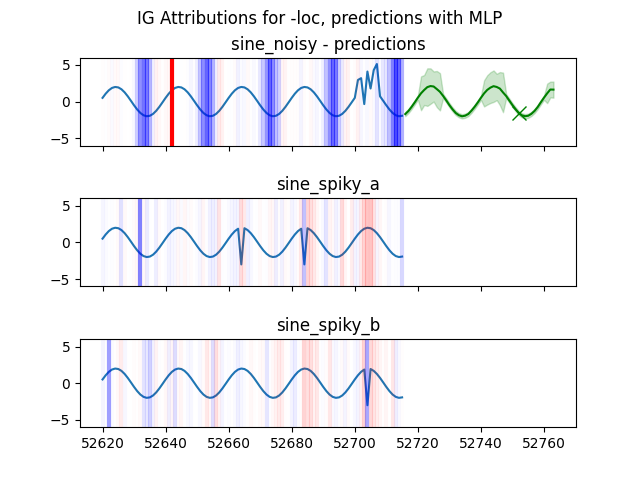 IG Attributions for -loc, predictions with MLP
sine_noisy - predictions
5
0
−5
sine_spiky_a
5
0
−5
sine_spiky_b
5
0
−5
52620 52640 52660 52680 52700 52720 52740 52760